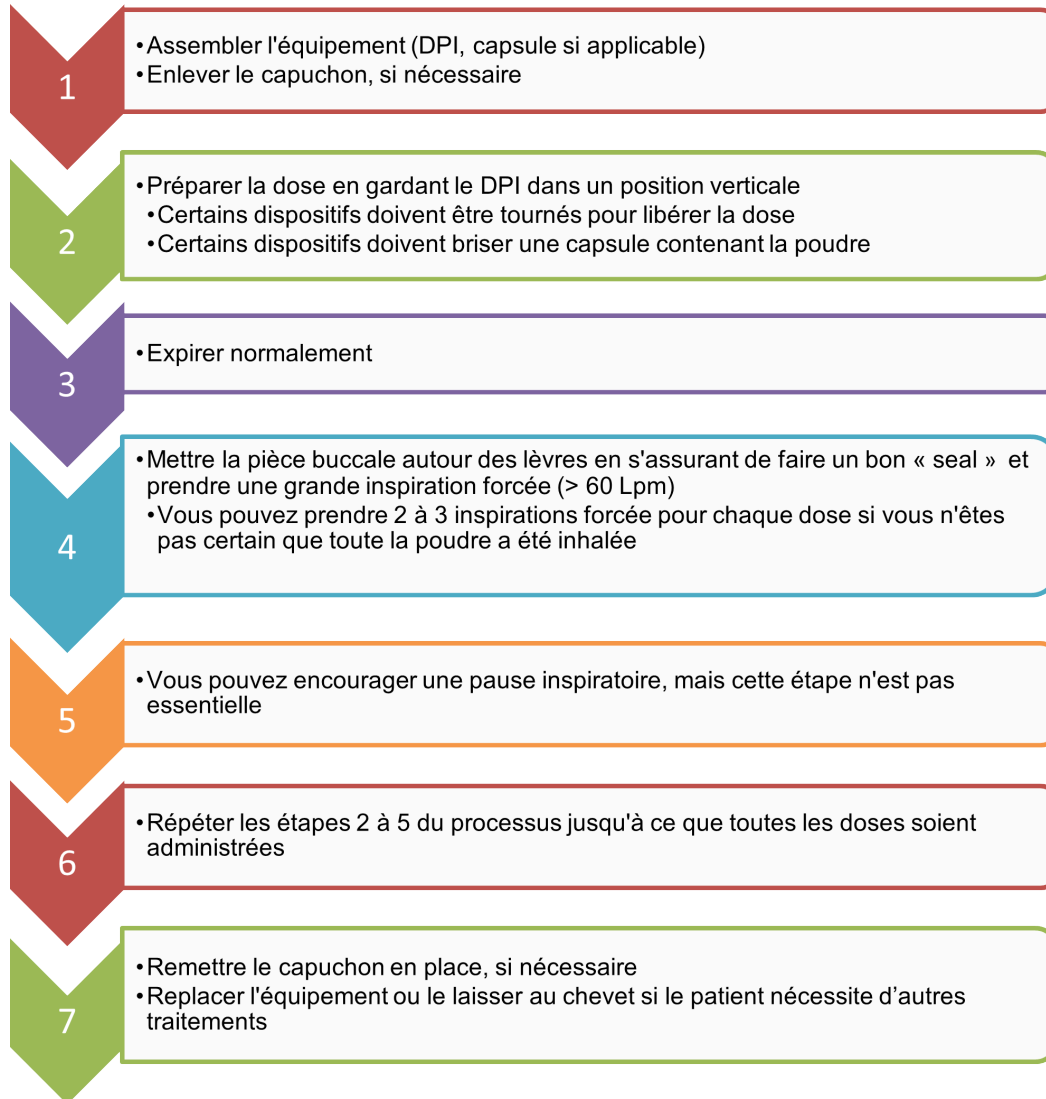 1
•Assembler l'équipement (DPI, capsule si applicable)
•Enlever le capuchon, si nécessaire
2
•Préparer la dose en gardant le DPI dans un position verticale
•Certains dispositifs doivent être tournés pour libérer la dose
•Certains dispositifs doivent briser une capsule contenant la poudre
3
•Expirer normalement
4
•Mettre la pièce buccale autour des lèvres en s'assurant de faire un bon « seal » et
prendre une grande inspiration forcée (> 60 Lpm)
•Vous pouvez prendre 2 à 3 inspirations forcée pour chaque dose si vous n'êtes
pas certain que toute la poudre a été inhalée
5
•Vous pouvez encourager une pause inspiratoire, mais cette étape n'est pas
essentielle
6
•Répéter les étapes 2 à 5 du processus jusqu'à ce que toutes les doses soient
administrées
7
•Remettre le capuchon en place, si nécessaire
•Replacer l'équipement ou le laisser au chevet si le patient nécessite d’autres
traitements